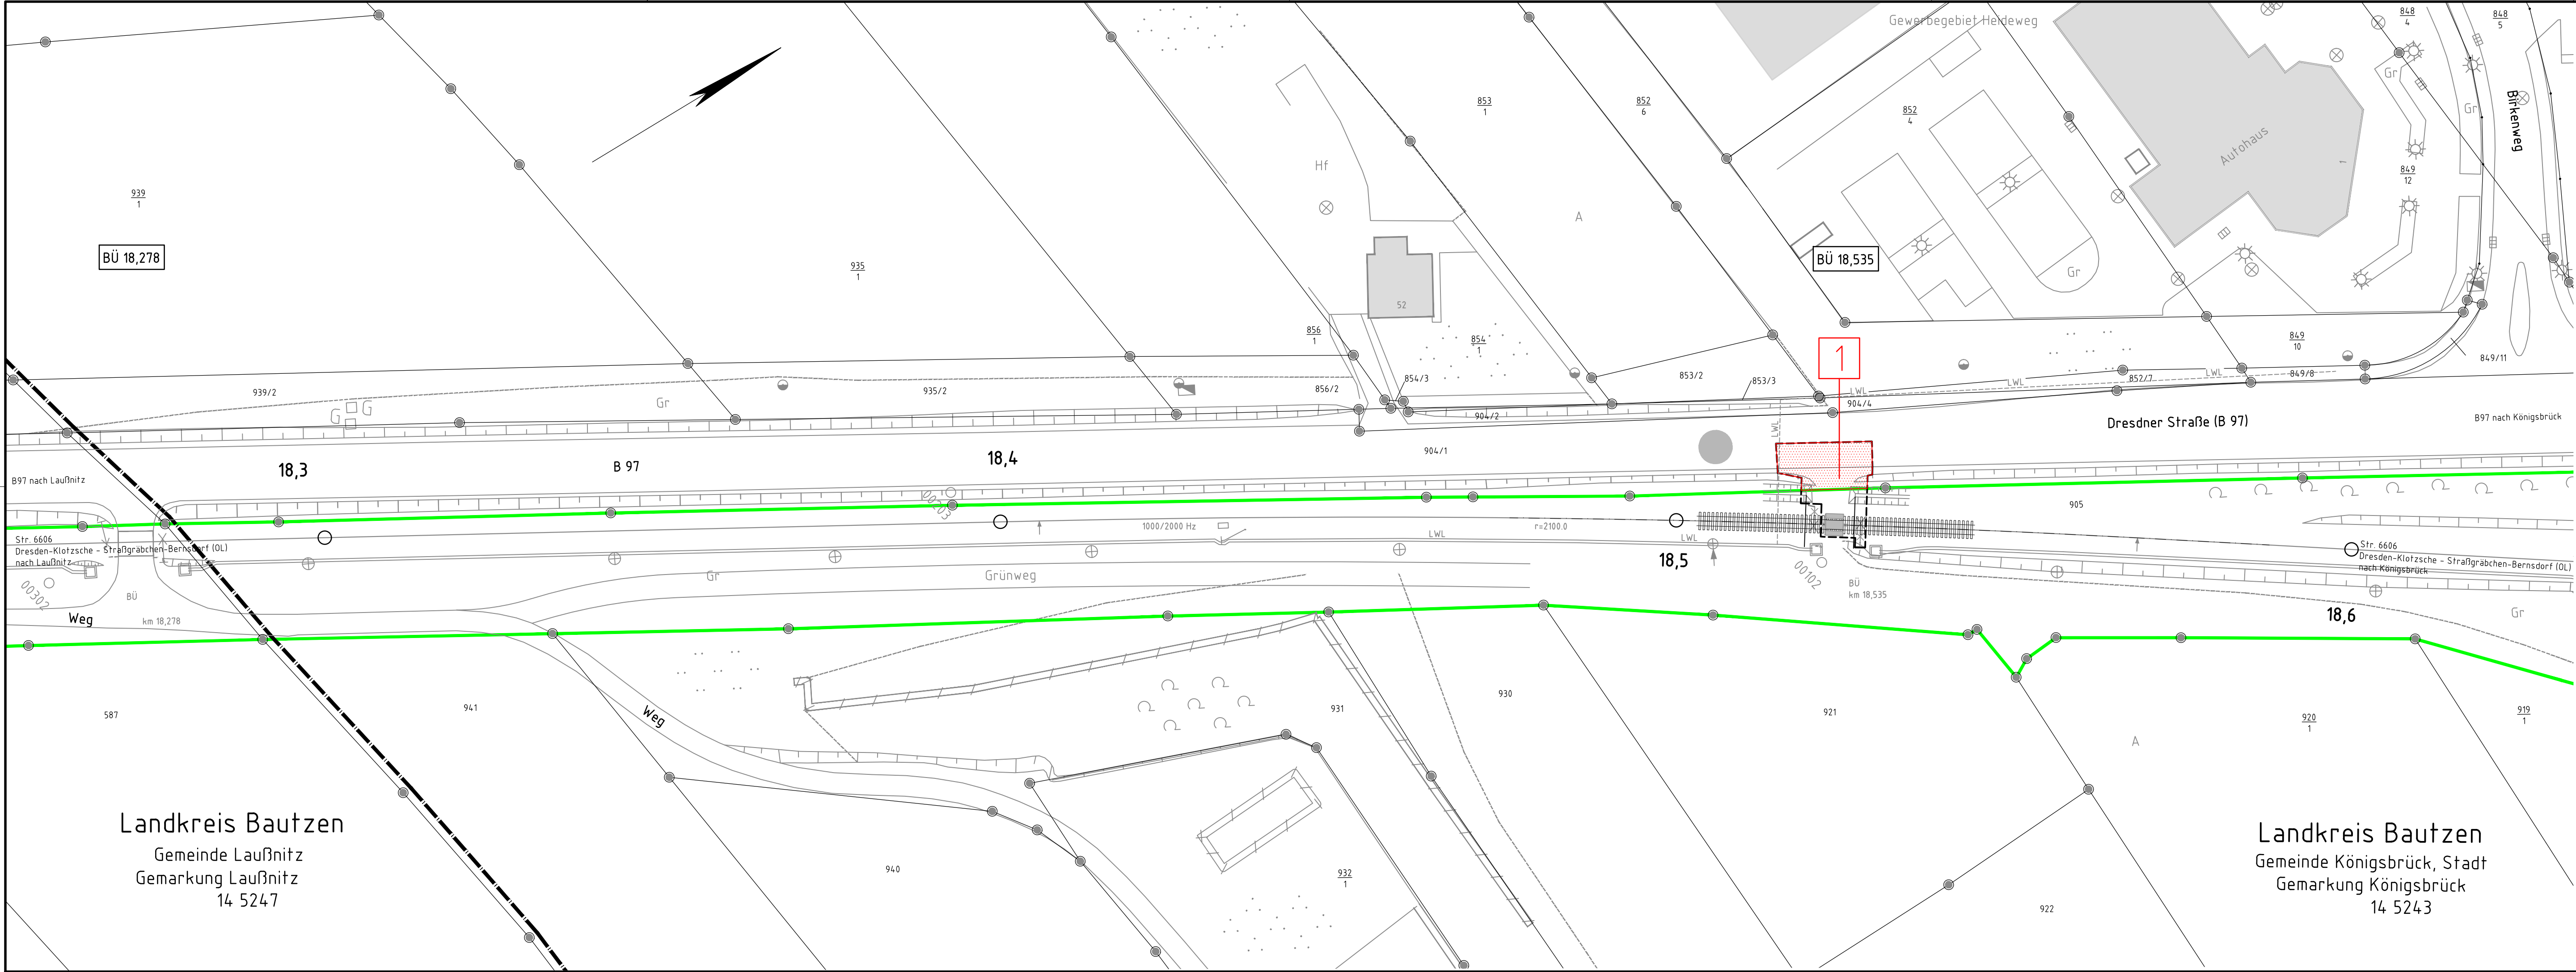 Gewerbegebiet Heideweg
848
4
848
5
Gr
Gr
Birkenweg
853
1
852
6
852
4
Autohaus
1
849
12
Hf
A
939
1
BÜ 18,278
935
1
BÜ 18,535
Gr
52
856
1
854
1
849
10
849/11
1
939/2
935/2
856/2
854/3
853/2
853/3
852/7
849/8
LWL
LWL
LWL
904/4
904/2
G
G
Gr
LWL
Dresdner Straße (B 97)
B97 nach Königsbrück
18,3
B 97
18,4
904/1
B97 nach Laußnitz
00203
905
1000/2000 Hz
r=2100.0
LWL
LWL
Str. 6606
Dresden-Klotzsche - Straßgräbchen-Bernsdorf (OL)
nach Laußnitz
Str. 6606
Dresden-Klotzsche - Straßgräbchen-Bernsdorf (OL)
nach Königsbrück
18,5
00302
BÜ
km 18,278
Weg
Gr
Grünweg
00102
BÜ
km 18,535
18,6
Gr
587
941
Weg
931
930
921
A
920
1
919
1
940
932
1
922
Landkreis Bautzen
Gemeinde Laußnitz
Gemarkung Laußnitz
14 5247
Landkreis Bautzen
Gemeinde Königsbrück, Stadt
Gemarkung Königsbrück
14 5243